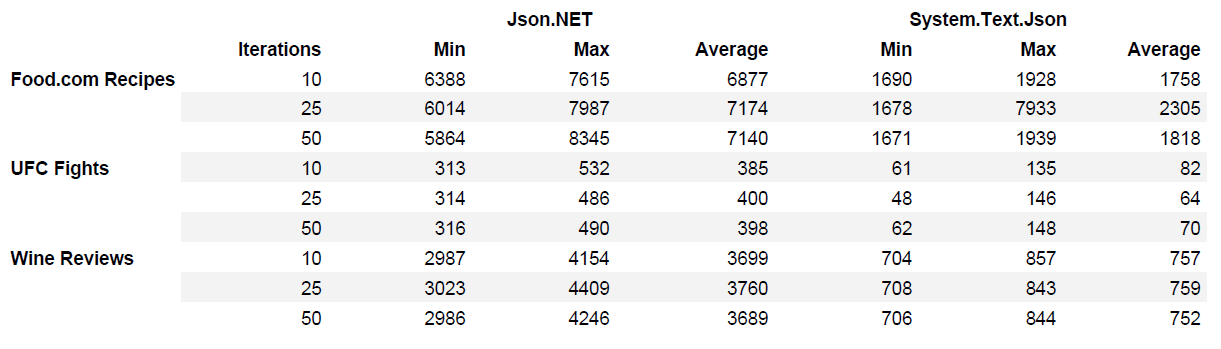 Json.NET System.Text.Json
Iterations Min Max Average Min Max Average
Food.com Recipes 10 6388 7615 6877 1690 1928 1758
25 6014 7987 7174 1678 7933 2305
50 5864 8345 7140 1671 1939 1818
UFC Fights 10 313 532 385 61 135 82
25 314 486 400 48 146 64
50 316 490 398 62 148 70
Wine Reviews 10 2987 4154 3699 704 857 757
25 3023 4409 3760 708 843 759
50 2986 4246 3689 706 844 752